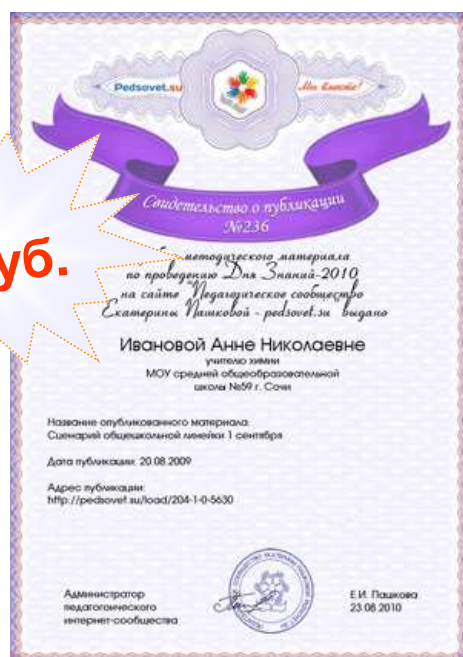 Pedsovet.su
Мы вместе!
Свидетельство о публикации
№236
уб.
методического материала
по проведению Дня Знаний-2010
на сайте "Педагогическое сообщество
Екатерины Пашковой - pedsovet.su выдано
Ивановой Анне Николаевне
учителю химии
МОУ средней общеобразовательной
школы №59 г. Сочи
Название опубликованного материала:
Сценарий общешкольной линейки 1 сентября
Дата публикации: 20.08.2009
Адрес публикации:
http://pedsovet.su/load/204-1-0-5630
Администратор
педагогического
интернет-сообщества
Е.И. Пашкова
23.08.2010